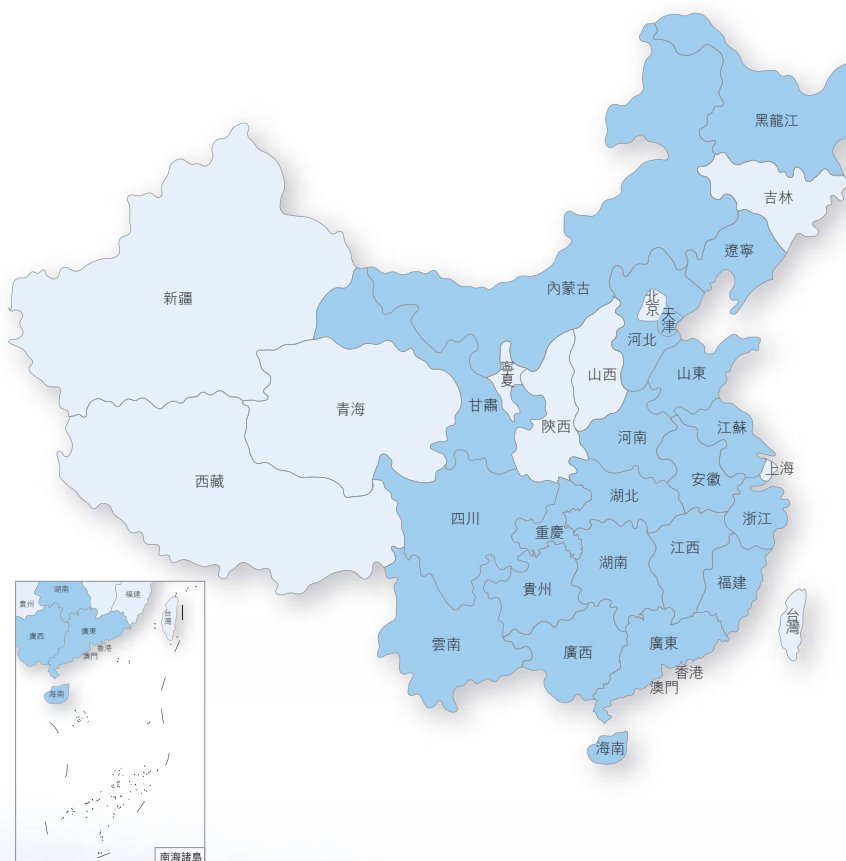 黑龍江
吉林
遼寧
內蒙古
新疆
北京
天津
河北
山西
山東
寧夏
青海
甘肅
陝西
河南
江蘇
上海
安徽
西藏
湖北
四川
重慶
浙江
江西
湖南
貴州
福建
台灣
雲南
廣西
廣東
香港
澳門
海南
湖南
貴州
福建
台灣
廣西
廣東
香港
澳門
海南
南海諸島